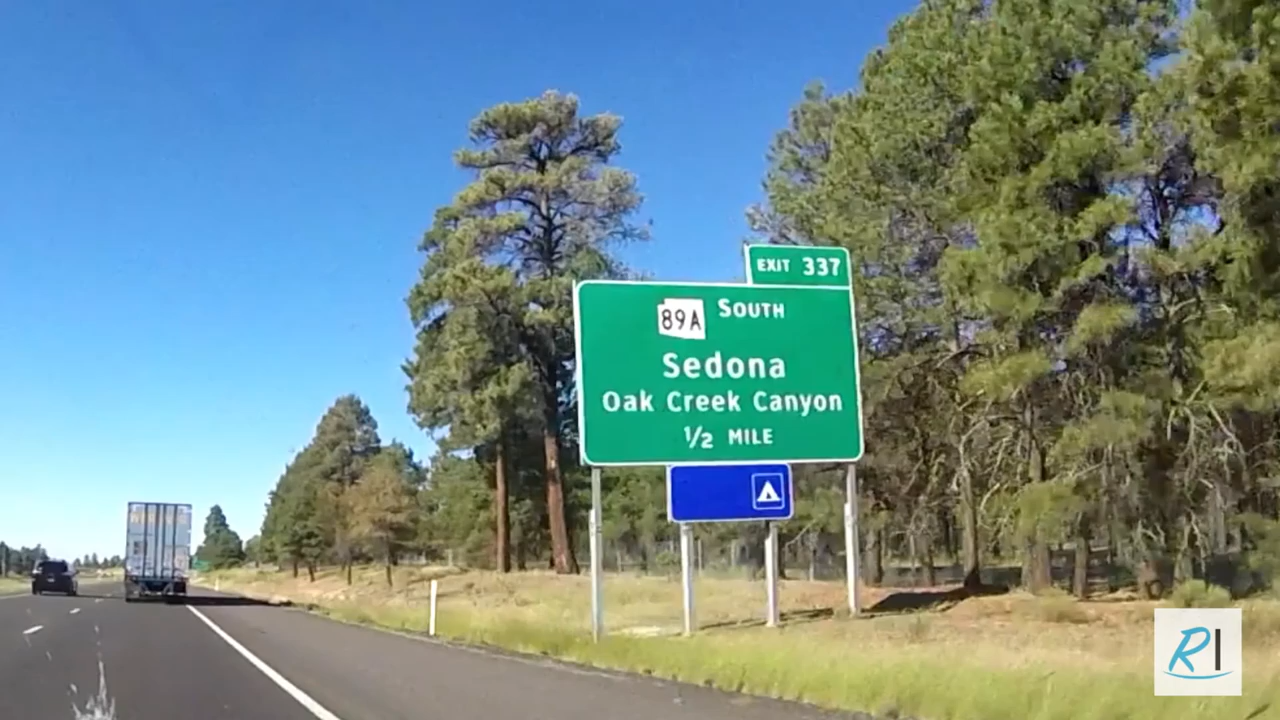 EXIT 337
89A SOUTH
Sedona
Oak Creek Canyon
1/2 MILE
RI